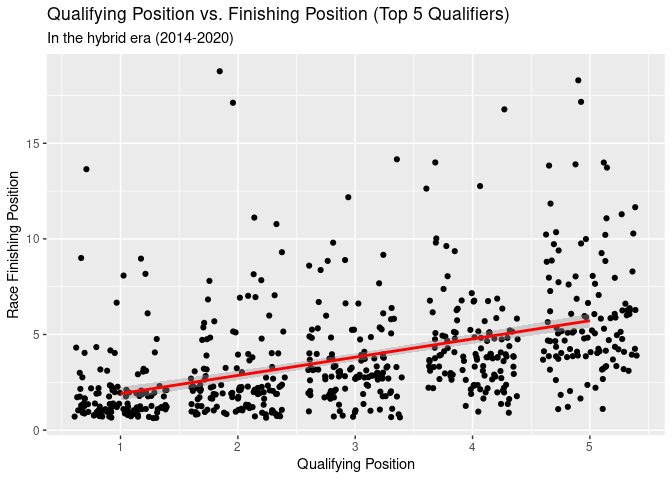 Qualifying Position vs. Finishing Position (Top 5 Qualifiers)
In the hybrid era (2014-2020)
Race Finishing Position
15
10
5
0
1 2 3 4 5
Qualifying Position